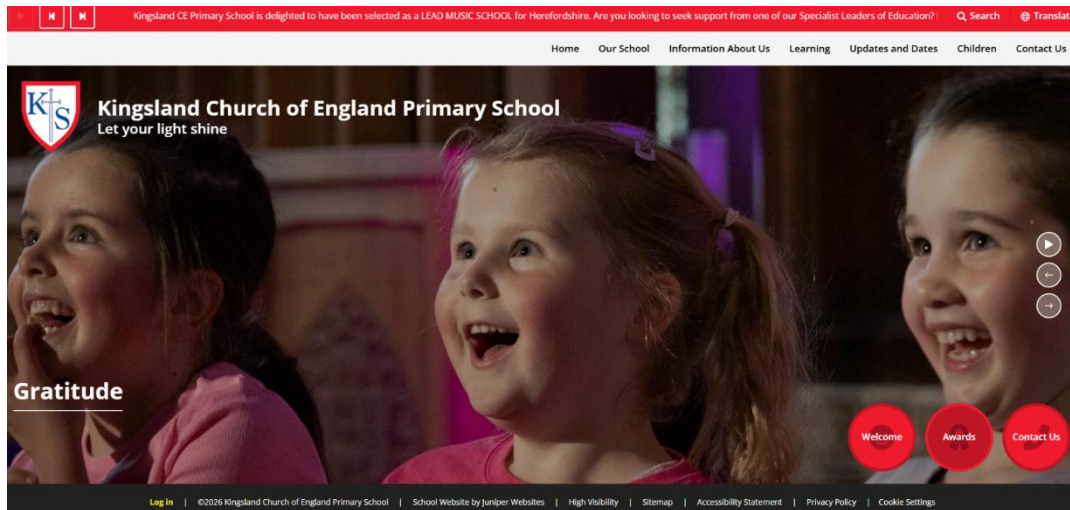 Kingsland CE Primary School is delighted to have been selected as a LEAD MUSIC SCHOOL for Herefordshire. Are you looking to seek support from one of our Specialist Leaders of Education?
Search
Home Our School Information About Us Learning Updates and Dates Children Contact Us
KS
Kingsland Church of England Primary School
Let your light shine
Gratitude
Welcome Awards Contact Us
Log in | ©2026 Kingsland Church of England Primary School | School Website by Juniper Websites | High Visibility | Sitemap | Accessibility Statement | Privacy Policy | Cookie Settings